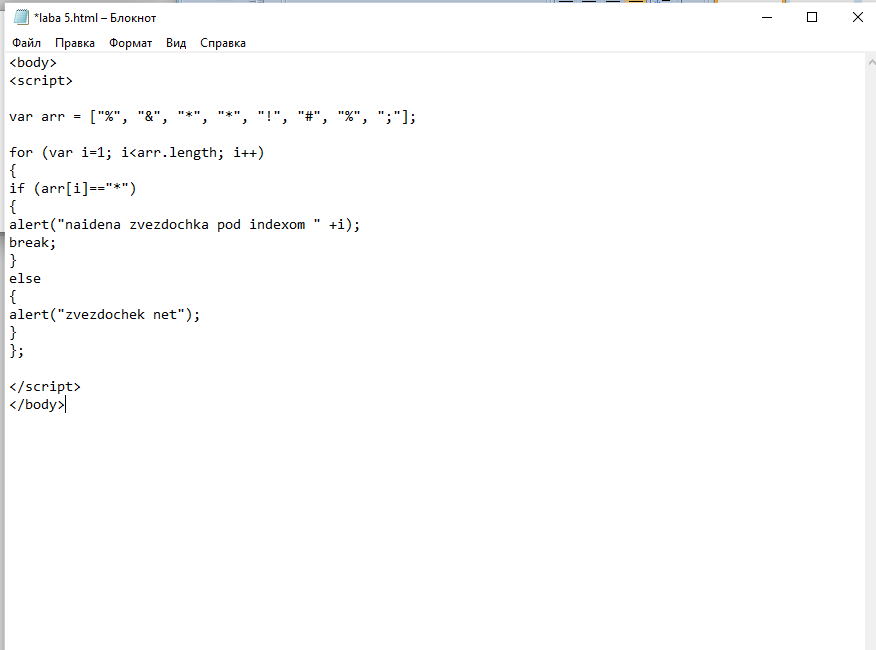 *laba 5.html – Блокнот
Файл Правка Формат Вид Справка
<body>
<script>
var arr = ["%", "&", "*", "*", "!", "#", "%", ";"];
for (var i=1; i<arr.length; i++)
{
if (arr[i]=="*")
{
alert("naidena zvezdochka pod indexom " +i);
break;
}
else
{
alert("zvezdochek net");
}
};
</script>
</body>